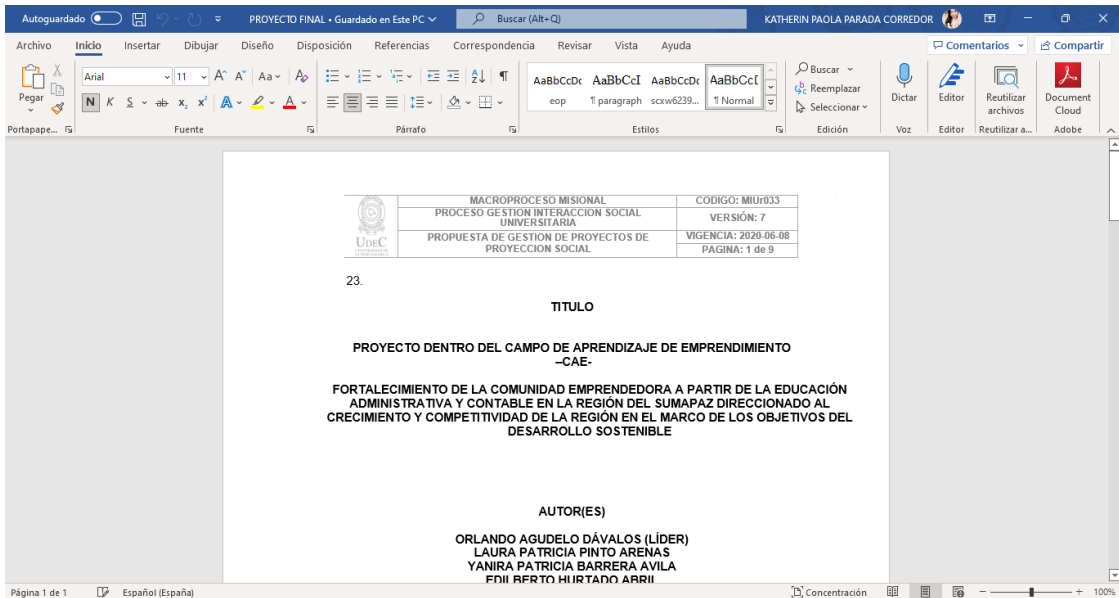 Autoguardado
PROYECTO FINAL • Guardado en Este PC
Buscar (Alt+Q)
KATHERIN PAOLA PARADA CORREDOR
Archivo Inicio Insertar Dibujar Diseño Disposición Referencias Correspondencia Revisar Vista Ayuda
Comentarios Compartir
Pegar
Arial 11
N K S ab x₂ x²
AaBbCcDc AaBbCcI AaBbCcDc AaBbCcI
eop ¶ paragraph scxw6239... ¶ Normal
Buscar
Reemplazar
Seleccionar
Dictar
Editor
Reutilizar archivos
Document Cloud
Portapape... Fuente Párrafo Estilos Edición Voz Editor Reutilizar a... Adobe
UDEC
MACROPROCESO MISIONAL CODIGO: MIUr033
PROCESO GESTION INTERACCION SOCIAL
UNIVERSITARIA
VERSIÓN: 7
PROPUESTA DE GESTION DE PROYECTOS DE
PROYECCION SOCIAL
VIGENCIA: 2020-06-08
PAGINA: 1 de 9
23.
TITULO
PROYECTO DENTRO DEL CAMPO DE APRENDIZAJE DE EMPRENDIMIENTO
–CAE-
FORTALECIMIENTO DE LA COMUNIDAD EMPRENDEDORA A PARTIR DE LA EDUCACIÓN
ADMINISTRATIVA Y CONTABLE EN LA REGIÓN DEL SUMAPAZ DIRECCIONADO AL
CRECIMIENTO Y COMPETITIVIDAD DE LA REGIÓN EN EL MARCO DE LOS OBJETIVOS DEL
DESARROLLO SOSTENIBLE
AUTOR(ES)
ORLANDO AGUDELO DÁVALOS (LÍDER)
LAURA PATRICIA PINTO ARENAS
YANIRA PATRICIA BARRERA AVILA
EDILBERTO HURTADO ABRIL
Página 1 de 1 Español (España) Concentración 100%